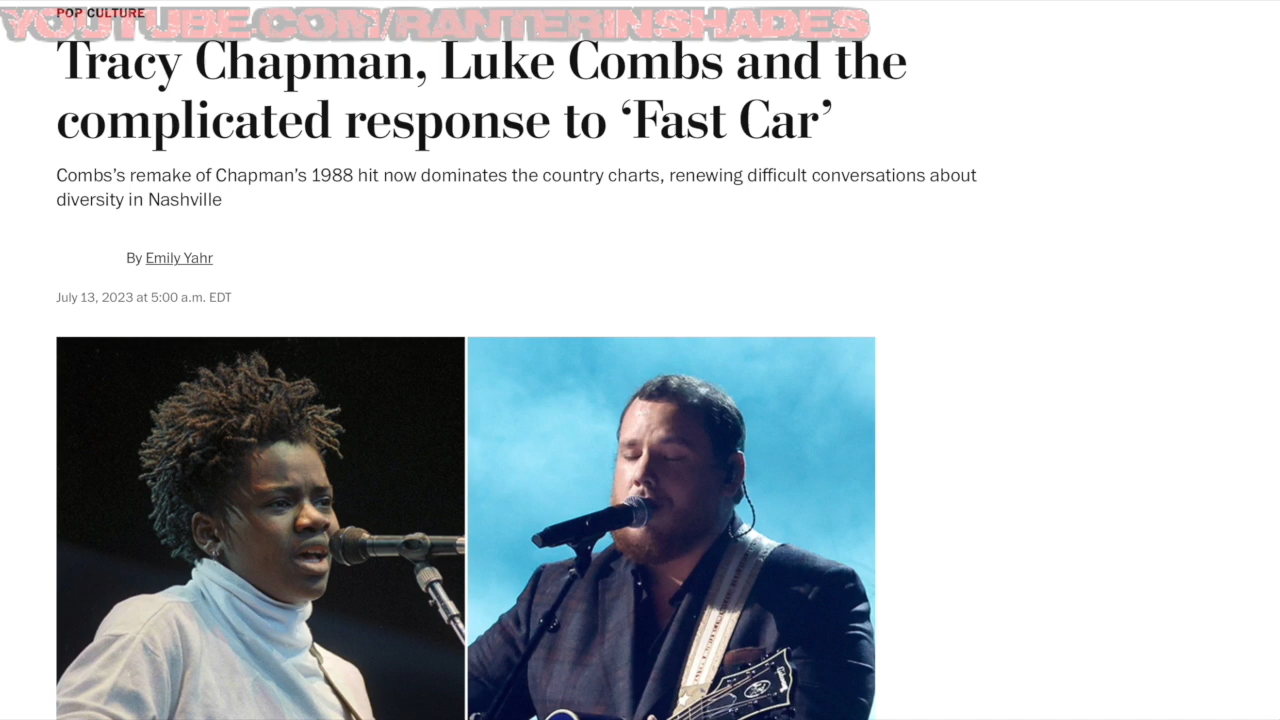 POP CULTURE
YOUTUBE.COM/RANTERINSHADES
Tracy Chapman, Luke Combs and the
complicated response to ‘Fast Car’
Combs’s remake of Chapman’s 1988 hit now dominates the country charts, renewing difficult conversations about
diversity in Nashville
By Emily Yahr
July 13, 2023 at 5:00 a.m. EDT